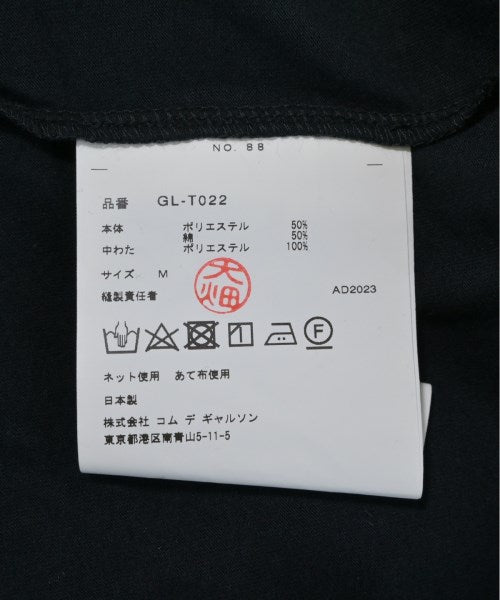 NO. 88
品番 GL-T022
本体 ポリエステル 50%
綿 50%
中わた ポリエステル 100%
サイズ M
大畑
縫製責任者 AD2023
F
ネット使用 あて布使用
日本製
株式会社 コム デ ギャルソン
東京都港区南青山5-11-5